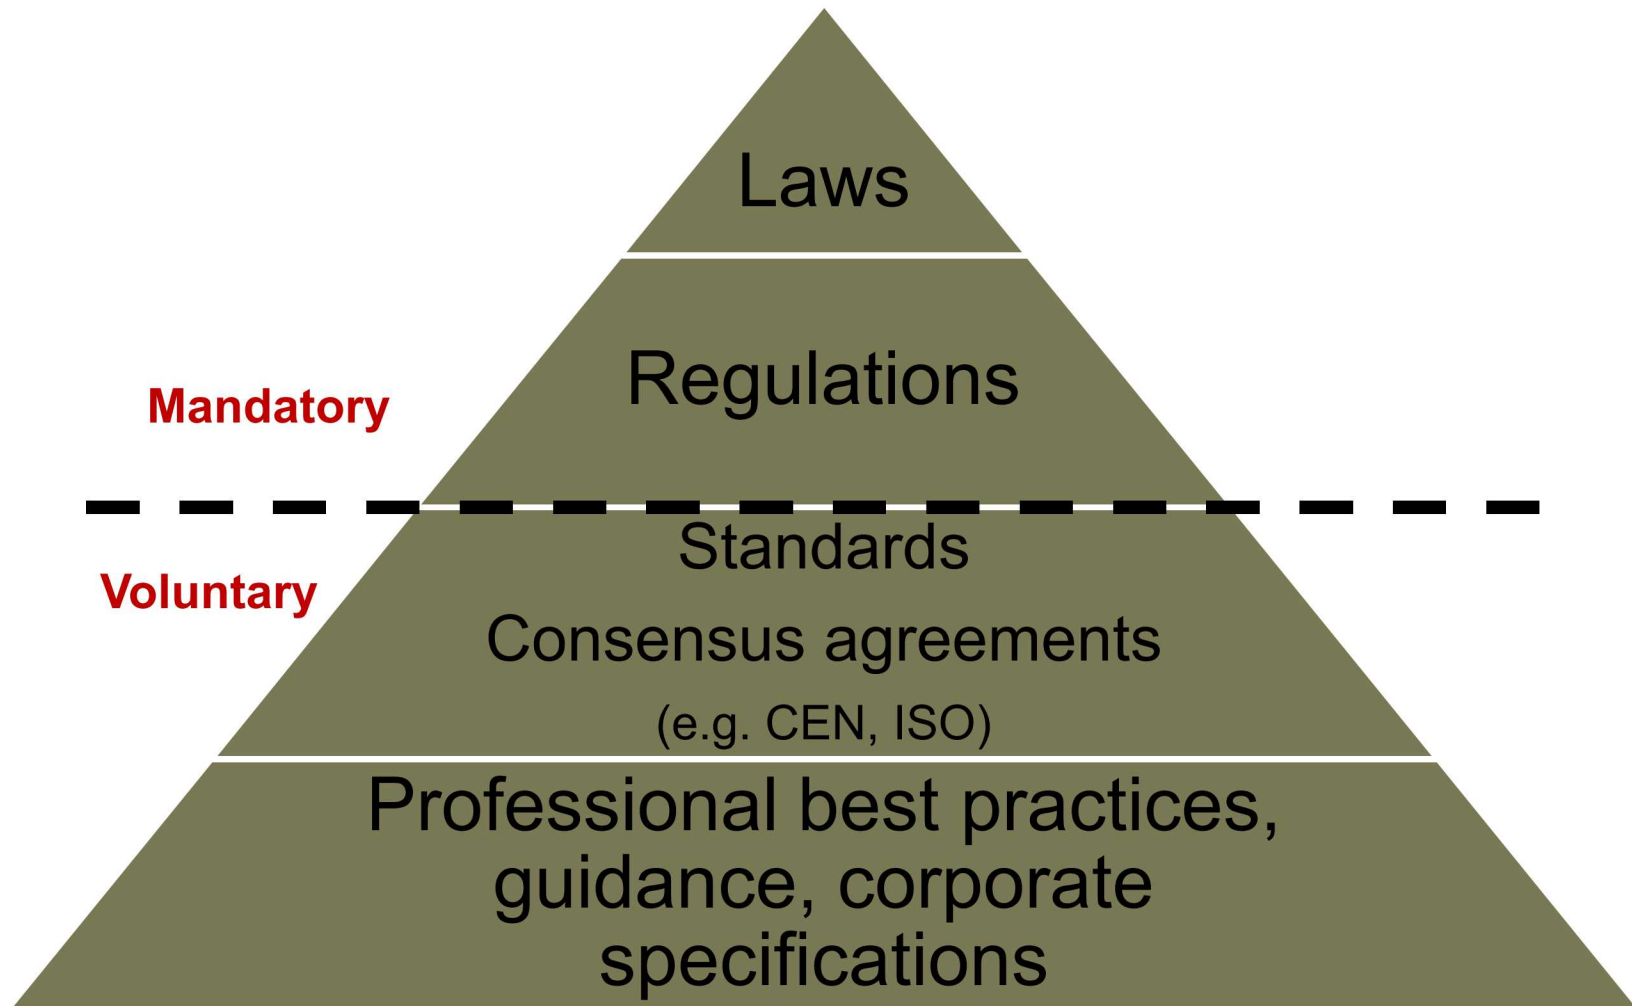 Laws
Regulations
Mandatory
Standards
Voluntary
Consensus agreements
(e.g. CEN, ISO)
Professional best practices,
guidance, corporate
specifications